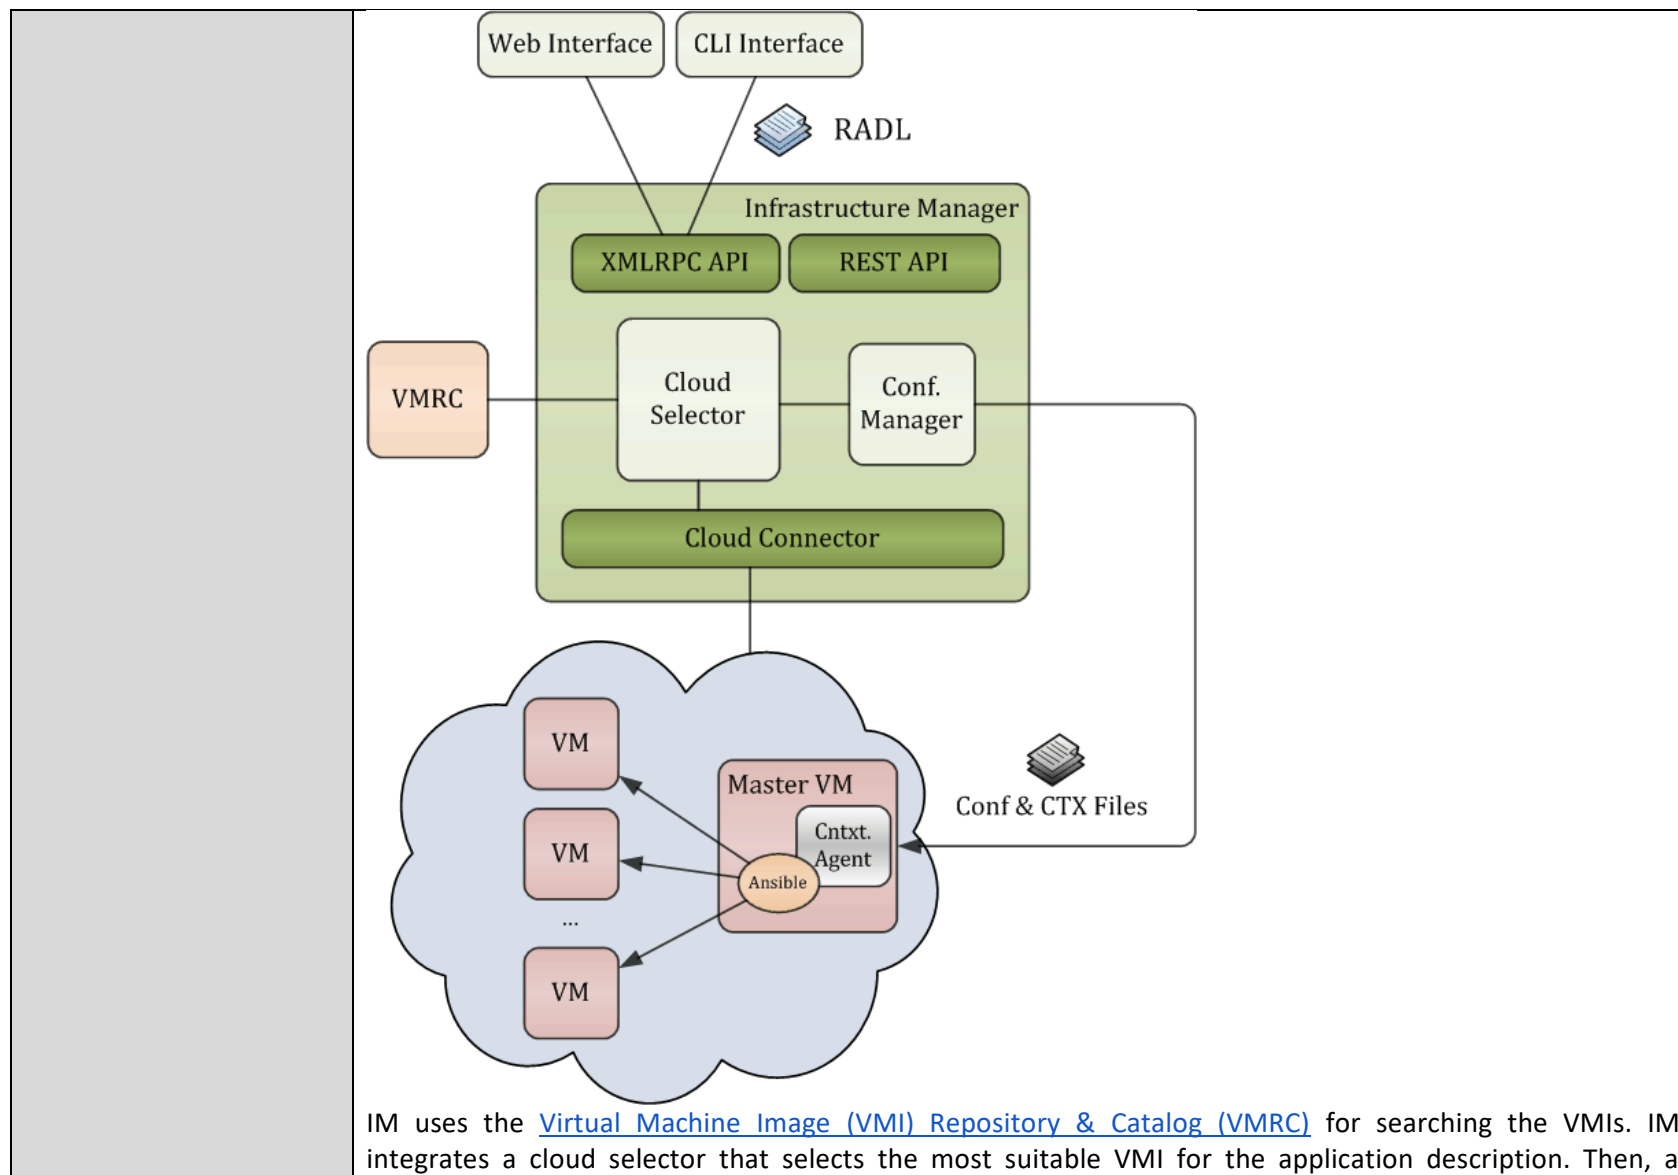 Web Interface
CLI Interface
RADL
Infrastructure Manager
XMLRPC API
REST API
VMRC
Cloud
Selector
Conf.
Manager
Cloud Connector
VM
Master VM
Cntxt.
Agent
Ansible
VM
...
VM
Conf & CTX Files
IM uses the Virtual Machine Image (VMI) Repository & Catalog (VMRC) for searching the VMIs. IM
integrates a cloud selector that selects the most suitable VMI for the application description. Then, a